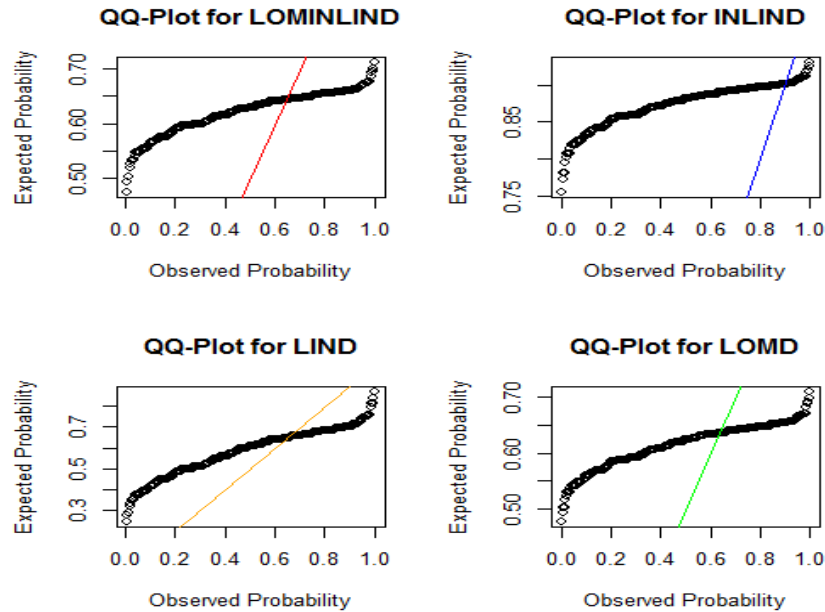 QQ-Plot for LOMINLIND
Expected Probability
0.50 0.60 0.70
0.0 0.2 0.4 0.6 0.8 1.0
Observed Probability
QQ-Plot for INLIND
Expected Probability
0.75 0.85
0.0 0.2 0.4 0.6 0.8 1.0
Observed Probability
QQ-Plot for LIND
Expected Probability
0.3 0.5 0.7
0.0 0.2 0.4 0.6 0.8 1.0
Observed Probability
QQ-Plot for LOMD
Expected Probability
0.50 0.60 0.70
0.0 0.2 0.4 0.6 0.8 1.0
Observed Probability